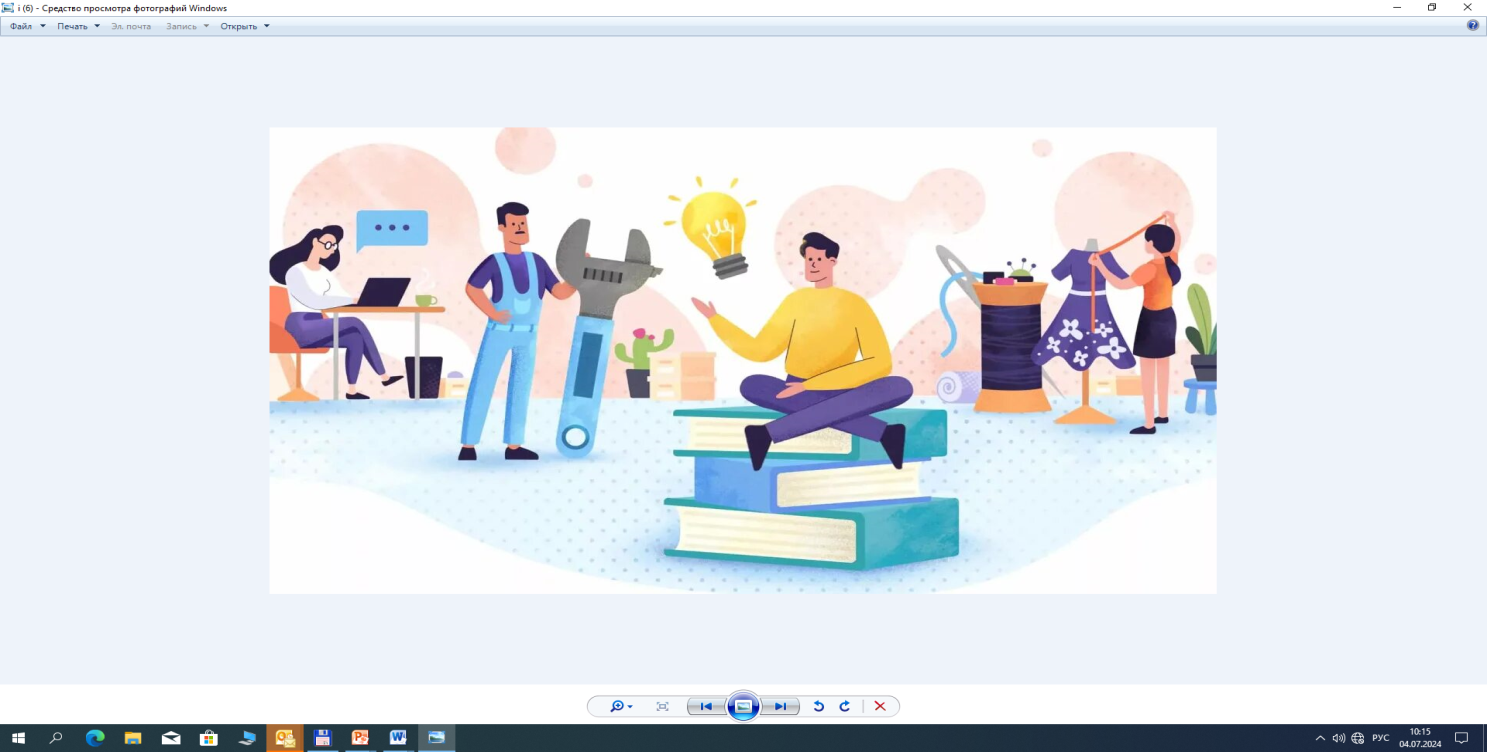 i (6) - Средство просмотра фотографий Windows
Файл Печать Эл. почта Запись Открыть
РУС
10:15
04.07.2024